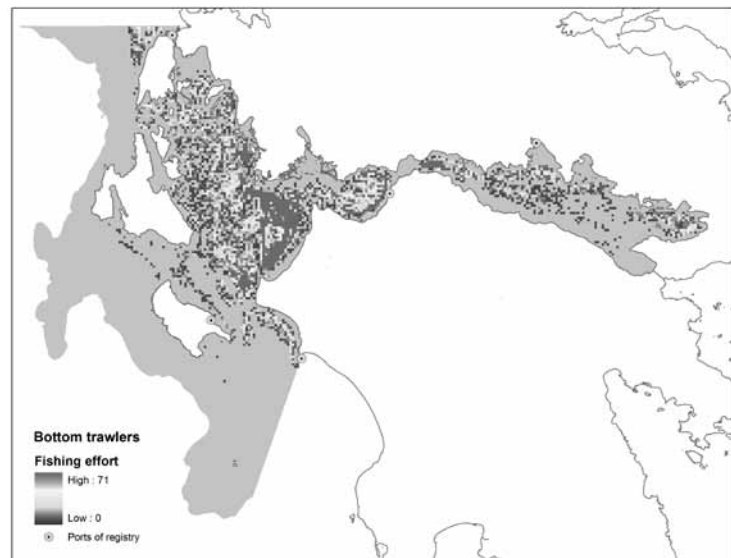 Bottom trawlers
Fishing effort
High : 71
Low : 0
Ports of registry